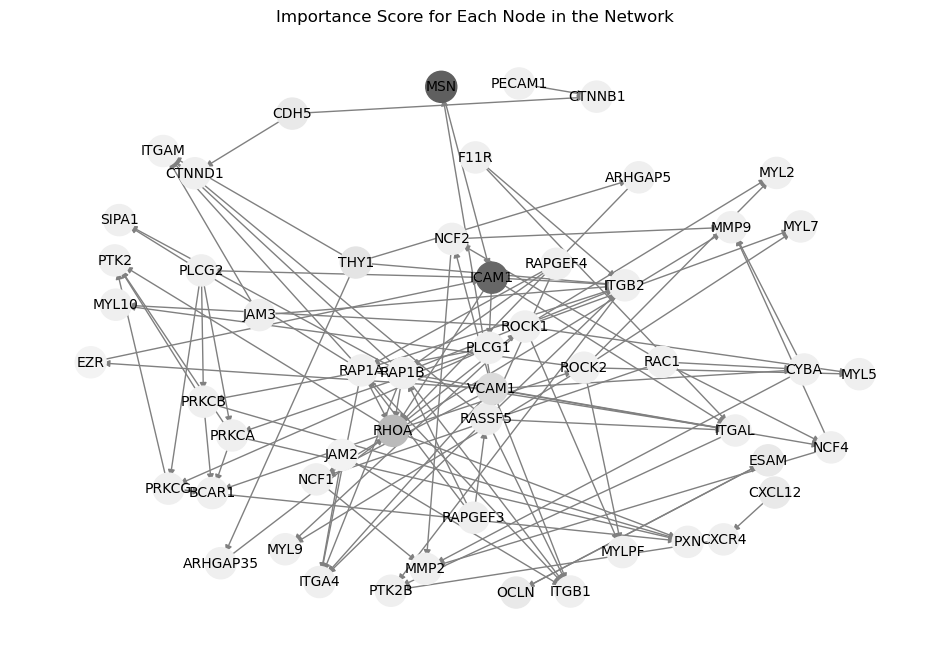 Importance Score for Each Node in the Network
MSN
PECAM1
CTNNB1
CDH5
ITGAM
F11R
CTNND1
ARHGAP5
MYL2
SIPA1
MMP9
MYL7
NCF2
PTK2
PLCG2
THY1
RAPGEF4
ICAM1
ITGB2
MYL10
JAM3
ROCK1
PLCG1
EZR
RAP1A
RAP1B
ROCK2
RAC1
CYBA
MYL5
VCAM1
PRKCB
RASSF5
PRKCA
RHOA
ITGAL
NCF4
JAM2
ESAM
NCF1
PRKCG
BCAR1
CXCL12
RAPGEF3
PXN
CXCR4
MYL9
MYLPF
ARHGAP35
MMP2
ITGA4
PTK2B
OCLN
ITGB1